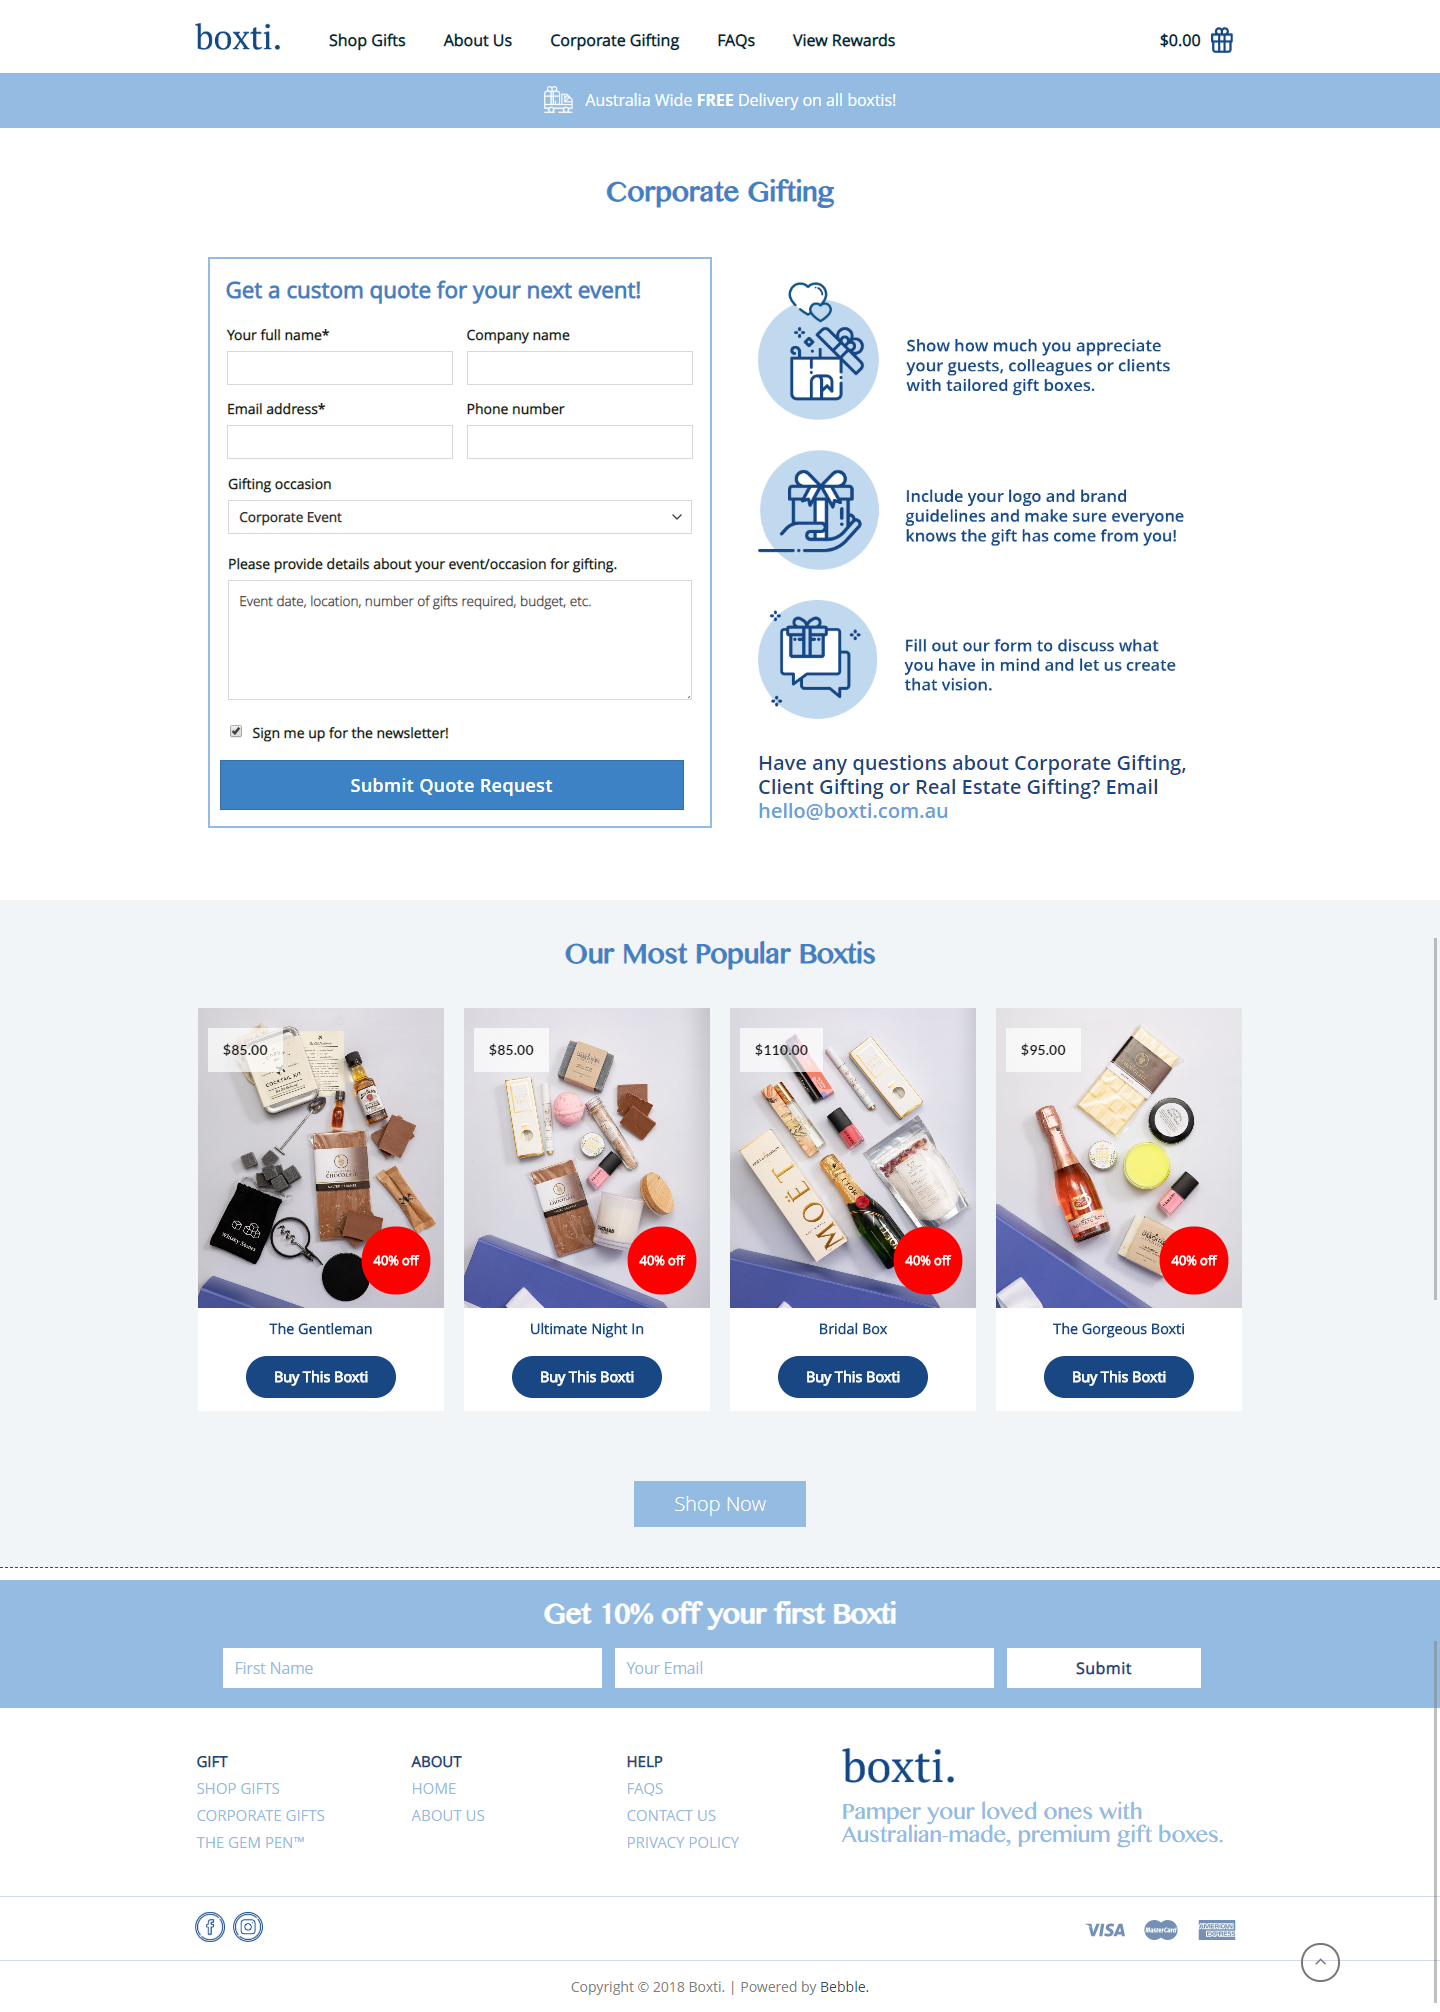 boxti.
Shop Gifts
About Us
Corporate Gifting
FAQs
View Rewards
$0.00
Australia Wide FREE Delivery on all boxtis!
Corporate Gifting
Get a custom quote for your next event!
Your full name*
Company name
Email address*
Phone number
Gifting occasion
Corporate Event
Please provide details about your event/occasion for gifting.
Event date, location, number of gifts required, budget, etc.
Sign me up for the newsletter!
Submit Quote Request
Show how much you appreciate
your guests, colleagues or clients
with tailored gift boxes.
Include your logo and brand
guidelines and make sure everyone
knows the gift has come from you!
Fill out our form to discuss what
you have in mind and let us create
that vision.
Have any questions about Corporate Gifting,
Client Gifting or Real Estate Gifting? Email
hello@boxti.com.au
Our Most Popular Boxtis
$85.00
COCKTAIL KIT
CHOCOLATE
Whisky Stones
40% off
The Gentleman
Buy This Boxti
$85.00
40% off
Ultimate Night In
Buy This Boxti
$110.00
MOËT
40% off
Bridal Box
Buy This Boxti
$95.00
40% off
The Gorgeous Boxti
Buy This Boxti
Shop Now
Get 10% off your first Boxti
First Name
Your Email
Submit
GIFT
SHOP GIFTS
CORPORATE GIFTS
THE GEM PEN™
ABOUT
HOME
ABOUT US
HELP
FAQS
CONTACT US
PRIVACY POLICY
boxti.
Pamper your loved ones with
Australian-made, premium gift boxes.
VISA
MasterCard
AMERICAN
EXPRESS
Copyright © 2018 Boxti. | Powered by Bebble.